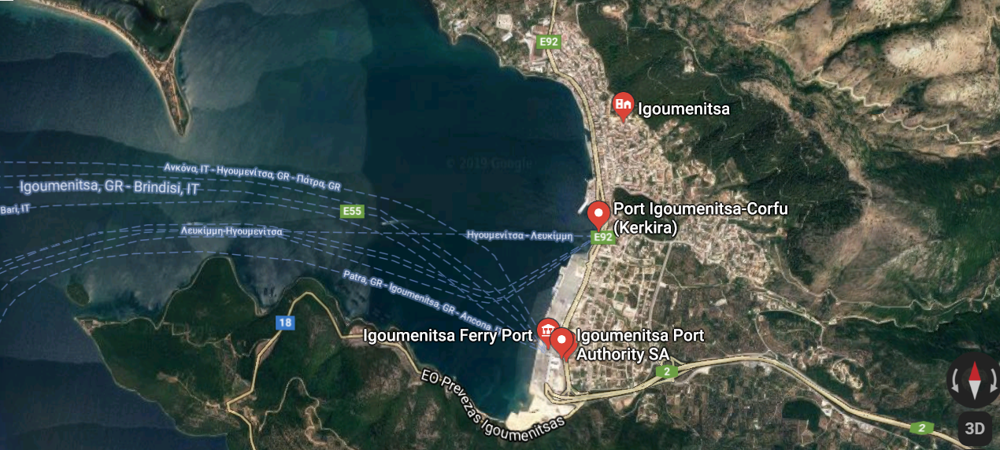 E92
Igoumenitsa
© 2019 Google
Ανκόνα, IT - Ηγουμενίτσα, GR - Πάτρα, GR
Igoumenitsa, GR - Brindisi, IT
Bari, IT
E55
Port Igoumenitsa-Corfu
(Kerkira)
Λευκίμμη-Ηγουμενίτσα
Ηγουμενίτσα - Λευκίμμη
E92
Patra, GR - Igoumenitsa, GR - Ancona, I
18
Igoumenitsa Ferry Port
Igoumenitsa Port
Authority SA
2
EO Prevezas Igoumenitsas
2
3D